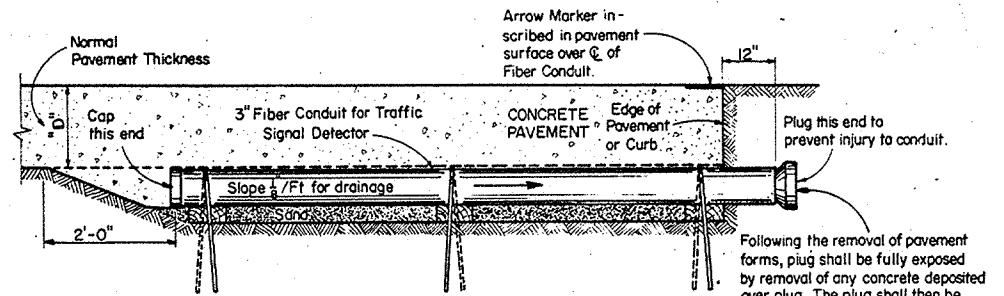 Normal
Pavement Thickness
Arrow Marker in-
scribed in pavement
surface over ℄ of
Fiber Conduit.
12"
"D"
Cap
this end
3" Fiber Conduit for Traffic
Signal Detector
CONCRETE
PAVEMENT
Edge of
Pavement
or Curb
Plug this end to
prevent injury to conduit.
Slope 1/8"/Ft for drainage
Sand
2'-0"
Following the removal of pavement
forms, plug shall be fully exposed
by removal of any concrete deposited
over plug. The plug shall then be